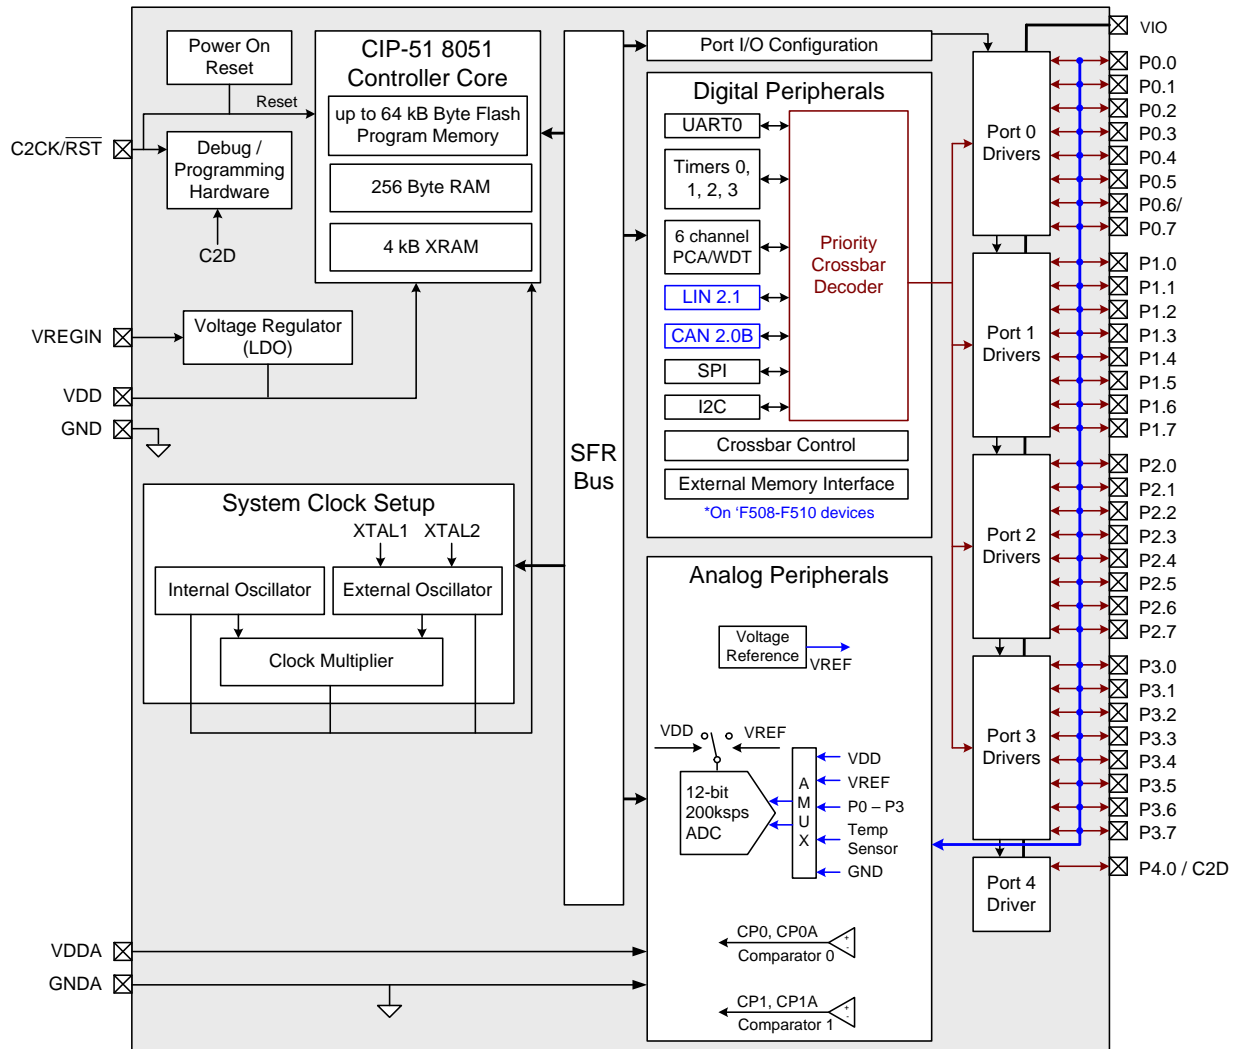 Power On
Reset
Reset
C2CK/RST
Debug /
Programming
Hardware
C2D
VREGIN
Voltage Regulator
(LDO)
VDD
GND
CIP-51 8051
Controller Core
up to 64 kB Byte Flash
Program Memory
256 Byte RAM
4 kB XRAM
System Clock Setup
XTAL1
XTAL2
Internal Oscillator
External Oscillator
Clock Multiplier
VDDA
GNDA
SFR
Bus
Port I/O Configuration
Digital Peripherals
UART0
Timers 0,
1, 2, 3
6 channel
PCA/WDT
LIN 2.1
CAN 2.0B
SPI
I2C
Priority
Crossbar
Decoder
Crossbar Control
External Memory Interface
*On ‘F508-F510 devices
Analog Peripherals
Voltage
Reference
VREF
VDD
VREF
12-bit
200ksps
ADC
A
M
U
X
VDD
VREF
P0 – P3
Temp
Sensor
GND
CP0, CP0A
Comparator 0
+
-
CP1, CP1A
Comparator 1
+
-
Port 0
Drivers
Port 1
Drivers
Port 2
Drivers
Port 3
Drivers
Port 4
Driver
VIO
P0.0
P0.1
P0.2
P0.3
P0.4
P0.5
P0.6/
P0.7
P1.0
P1.1
P1.2
P1.3
P1.4
P1.5
P1.6
P1.7
P2.0
P2.1
P2.2
P2.3
P2.4
P2.5
P2.6
P2.7
P3.0
P3.1
P3.2
P3.3
P3.4
P3.5
P3.6
P3.7
P4.0 / C2D